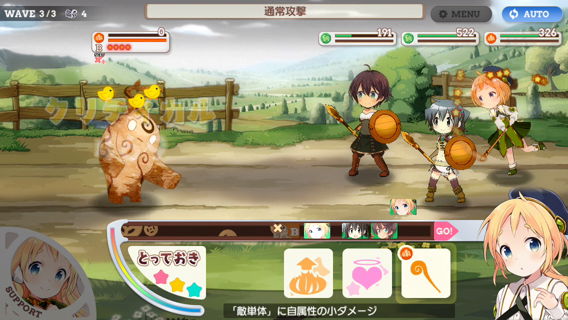 WAVE 3/3 4
通常攻撃
MENU
AUTO
0
191
522
326
クリティカル
B
GO!
とっておき
SUPPORT
「敵単体」に自属性の小ダメージ